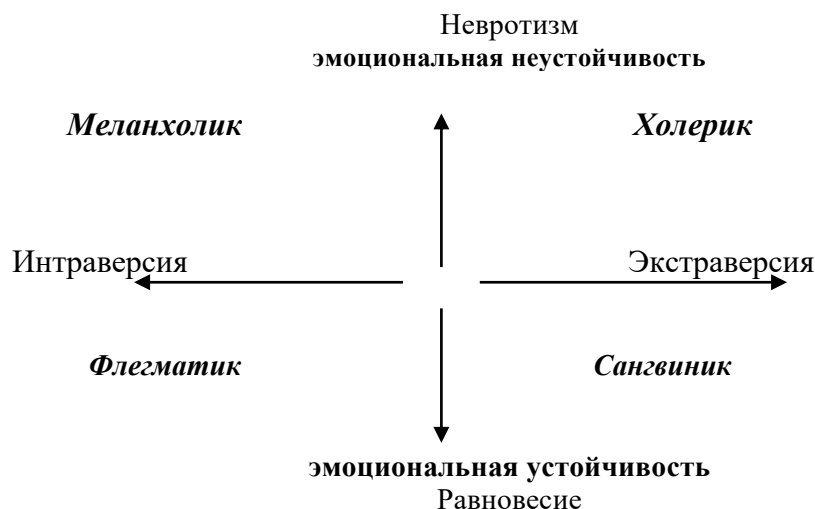 Невротизм
эмоциональная неустойчивость
Меланхолик
Холерик
Интраверсия
Экстраверсия
Флегматик
Сангвиник
эмоциональная устойчивость
Равновесие